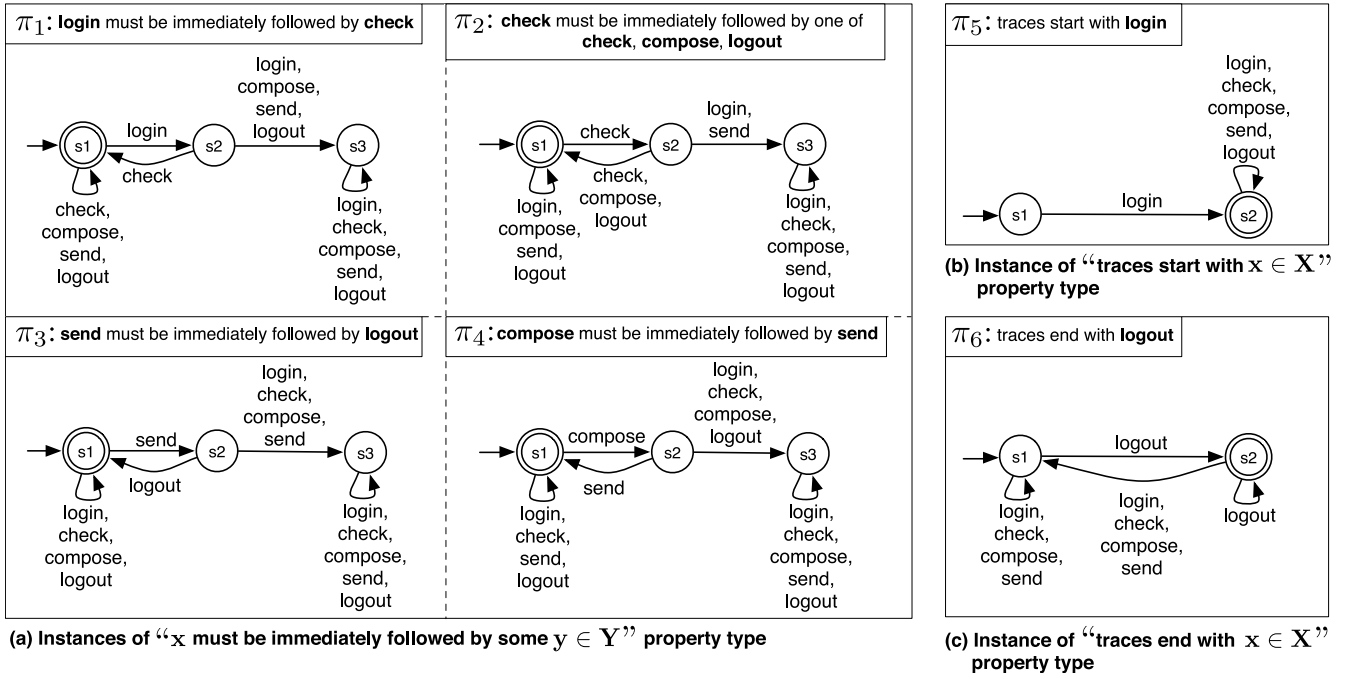 π₁: login must be immediately followed by check
login,
compose,
send,
logout
s1
login
s2
s3
check
check,
compose,
send,
logout
login,
check,
compose,
send,
logout
π₂: check must be immediately followed by one of
check, compose, logout
login,
send
s1
check
s2
s3
check,
compose,
logout
login,
compose,
send,
logout
login,
check,
compose,
send,
logout
π₃: send must be immediately followed by logout
login,
check,
compose,
send
s1
send
s2
s3
logout
login,
check,
compose,
logout
login,
check,
compose,
send,
logout
π₄: compose must be immediately followed by send
login,
check,
compose,
logout
s1
compose
s2
s3
send
login,
check,
send,
logout
login,
check,
compose,
send,
logout
(a) Instances of “x must be immediately followed by some y ∈ Y” property type
π₅: traces start with login
login,
check,
compose,
send,
logout
s1
login
s2
(b) Instance of “traces start with x ∈ X”
property type
π₆: traces end with logout
s1
logout
s2
login,
check,
compose,
send
login,
check,
compose,
send
logout
(c) Instance of “traces end with x ∈ X”
property type